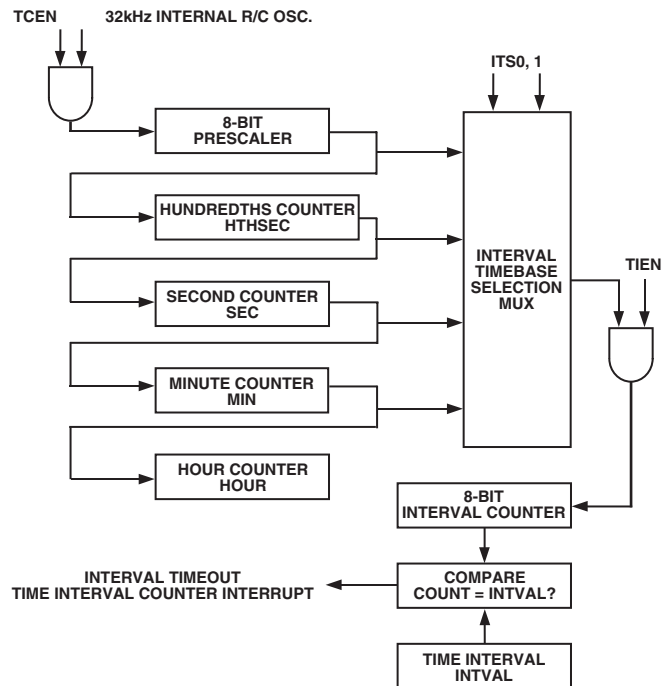 TCEN
32kHz INTERNAL R/C OSC.
ITS0, 1
8-BIT
PRESCALER
HUNDREDTHS COUNTER
HTHSEC
INTERVAL
TIMEBASE
SELECTION
MUX
TIEN
SECOND COUNTER
SEC
MINUTE COUNTER
MIN
HOUR COUNTER
HOUR
8-BIT
INTERVAL COUNTER
INTERVAL TIMEOUT
TIME INTERVAL COUNTER INTERRUPT
COMPARE
COUNT = INTVAL?
TIME INTERVAL
INTVAL